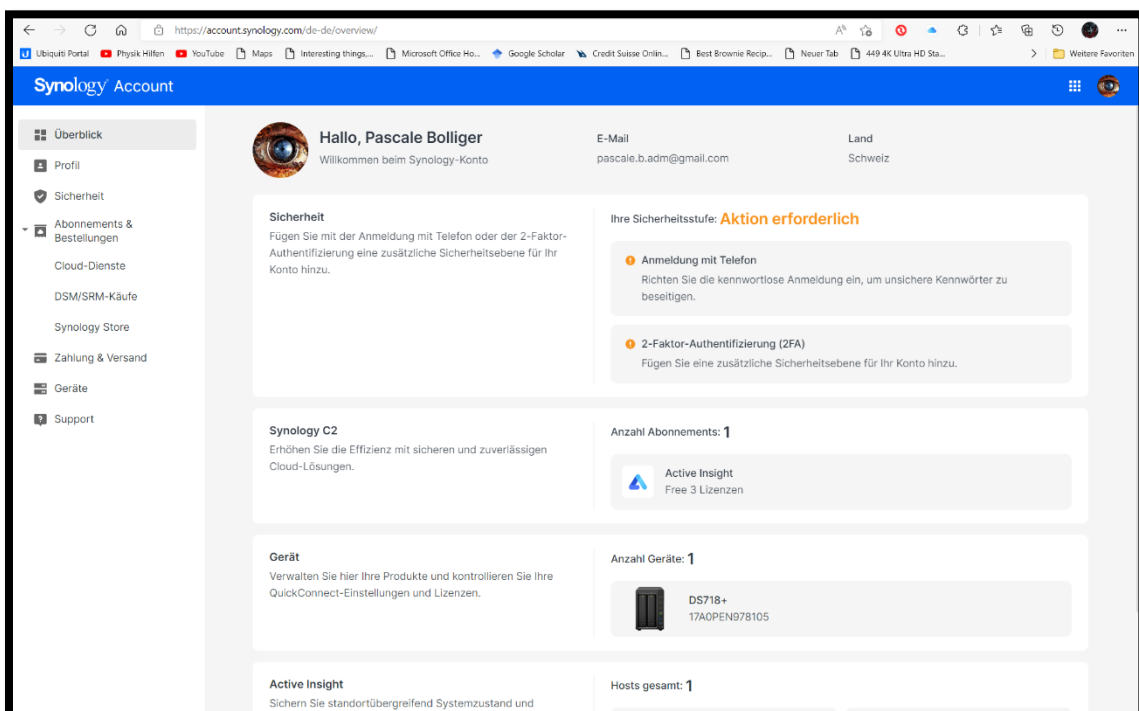 https://account.synology.com/de-de/overview/
Ubiquiti Portal Physik Hilfen YouTube Maps Interesting things,... Microsoft Office Ho... Google Scholar Credit Suisse Onlin... Best Brownie Recip... Neuer Tab 449 4K Ultra HD Sta... Weitere Favoriten
Synology Account
Überblick
Profil
Sicherheit
Abonnements &
Bestellungen
Cloud-Dienste
DSM/SRM-Käufe
Synology Store
Zahlung & Versand
Geräte
Support
Hallo, Pascale Bolliger
Willkommen beim Synology-Konto
E-Mail
pascale.b.adm@gmail.com
Land
Schweiz
Sicherheit
Fügen Sie mit der Anmeldung mit Telefon oder der 2-Faktor-
Authentifizierung eine zusätzliche Sicherheitsebene für Ihr
Konto hinzu.
Ihre Sicherheitsstufe: Aktion erforderlich
Anmeldung mit Telefon
Richten Sie die kennwortlose Anmeldung ein, um unsichere Kennwörter zu
beseitigen.
2-Faktor-Authentifizierung (2FA)
Fügen Sie eine zusätzliche Sicherheitsebene für Ihr Konto hinzu.
Synology C2
Erhöhen Sie die Effizienz mit sicheren und zuverlässigen
Cloud-Lösungen.
Anzahl Abonnements: 1
Active Insight
Free 3 Lizenzen
Gerät
Verwalten Sie hier Ihre Produkte und kontrollieren Sie Ihre
QuickConnect-Einstellungen und Lizenzen.
Anzahl Geräte: 1
DS718+
17A0PEN978105
Active Insight
Sichern Sie standortübergreifend Systemzustand und
Hosts gesamt: 1